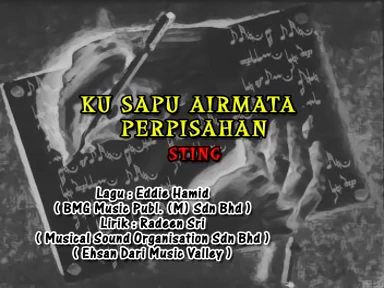 KU SAPU AIRMATA
PERPISAHAN
STING
Lagu : Eddie Hamid
( BMG Music Publ. (M) Sdn Bhd )
Lirik : Radeen Sri
( Musical Sound Organisation Sdn Bhd )
( Ehsan Dari Music Valley )